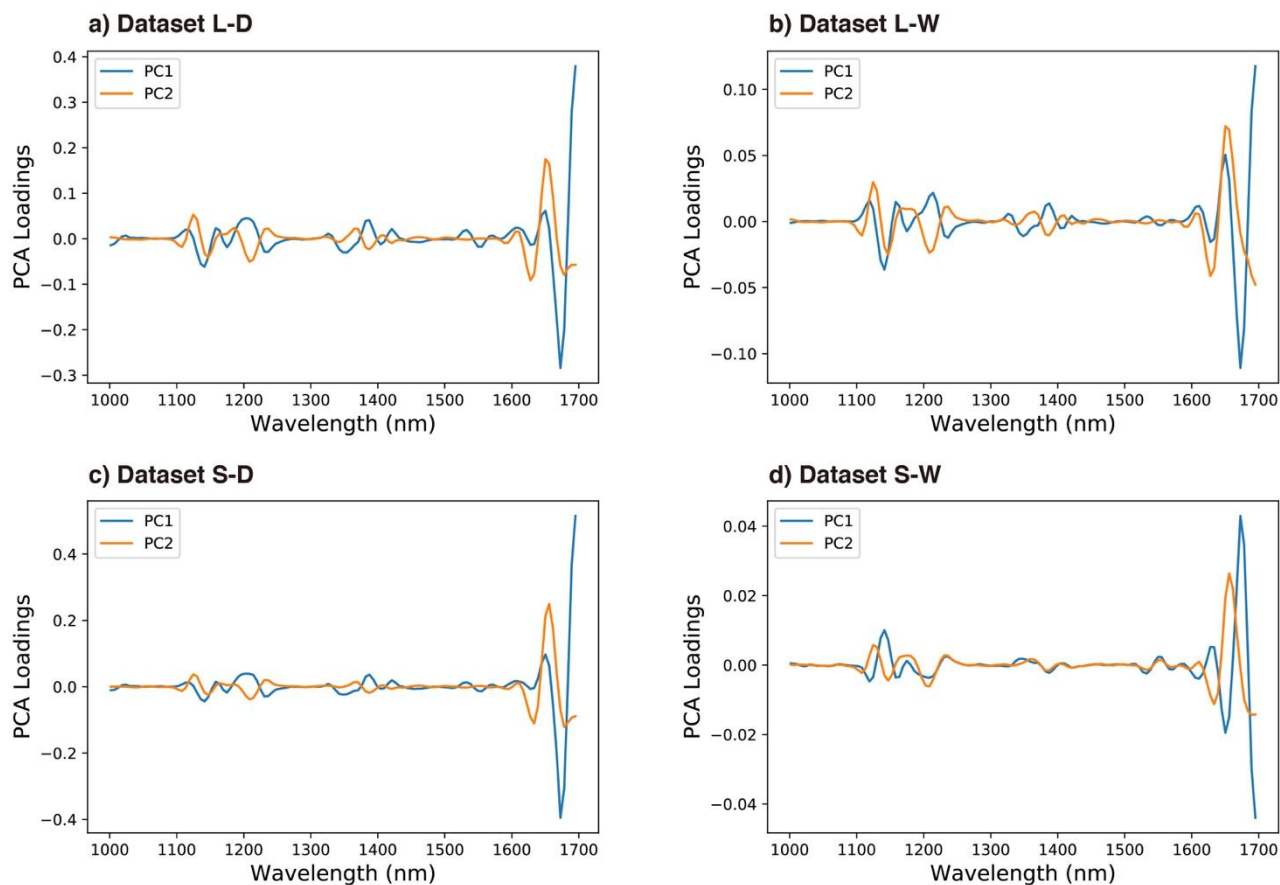 a) Dataset L-D
PC1
PC2
0.4
0.3
0.2
0.1
0.0
−0.1
−0.2
−0.3
PCA Loadings
1000 1100 1200 1300 1400 1500 1600 1700
Wavelength (nm)
b) Dataset L-W
PC1
PC2
0.10
0.05
0.00
−0.05
−0.10
PCA Loadings
1000 1100 1200 1300 1400 1500 1600 1700
Wavelength (nm)
c) Dataset S-D
PC1
PC2
0.4
0.2
0.0
−0.2
−0.4
PCA Loadings
1000 1100 1200 1300 1400 1500 1600 1700
Wavelength (nm)
d) Dataset S-W
PC1
PC2
0.04
0.02
0.00
−0.02
−0.04
PCA Loadings
1000 1100 1200 1300 1400 1500 1600 1700
Wavelength (nm)